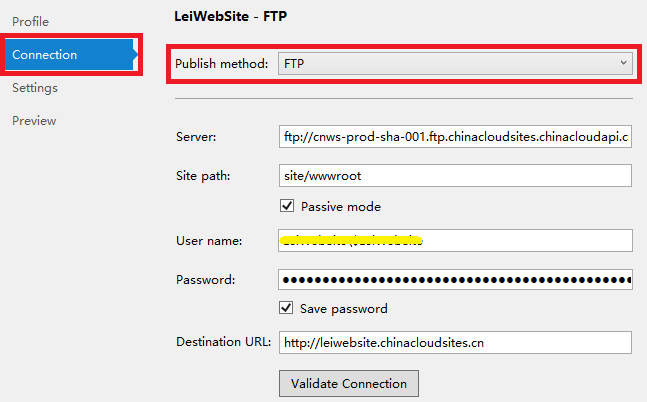 LeiWebSite - FTP
Profile
Connection
Settings
Preview
Publish method: FTP
Server: ftp://cnws-prod-sha-001.ftp.chinacloudsites.chinacloudapi.c
Site path: site/wwwroot
Passive mode
User name:
Password: ●●●●●●●●●●●●●●●●●●●●●●●●●●●●●●●●●●●●●●●●●●●●
Save password
Destination URL: http://leiwebsite.chinacloudsites.cn
Validate Connection